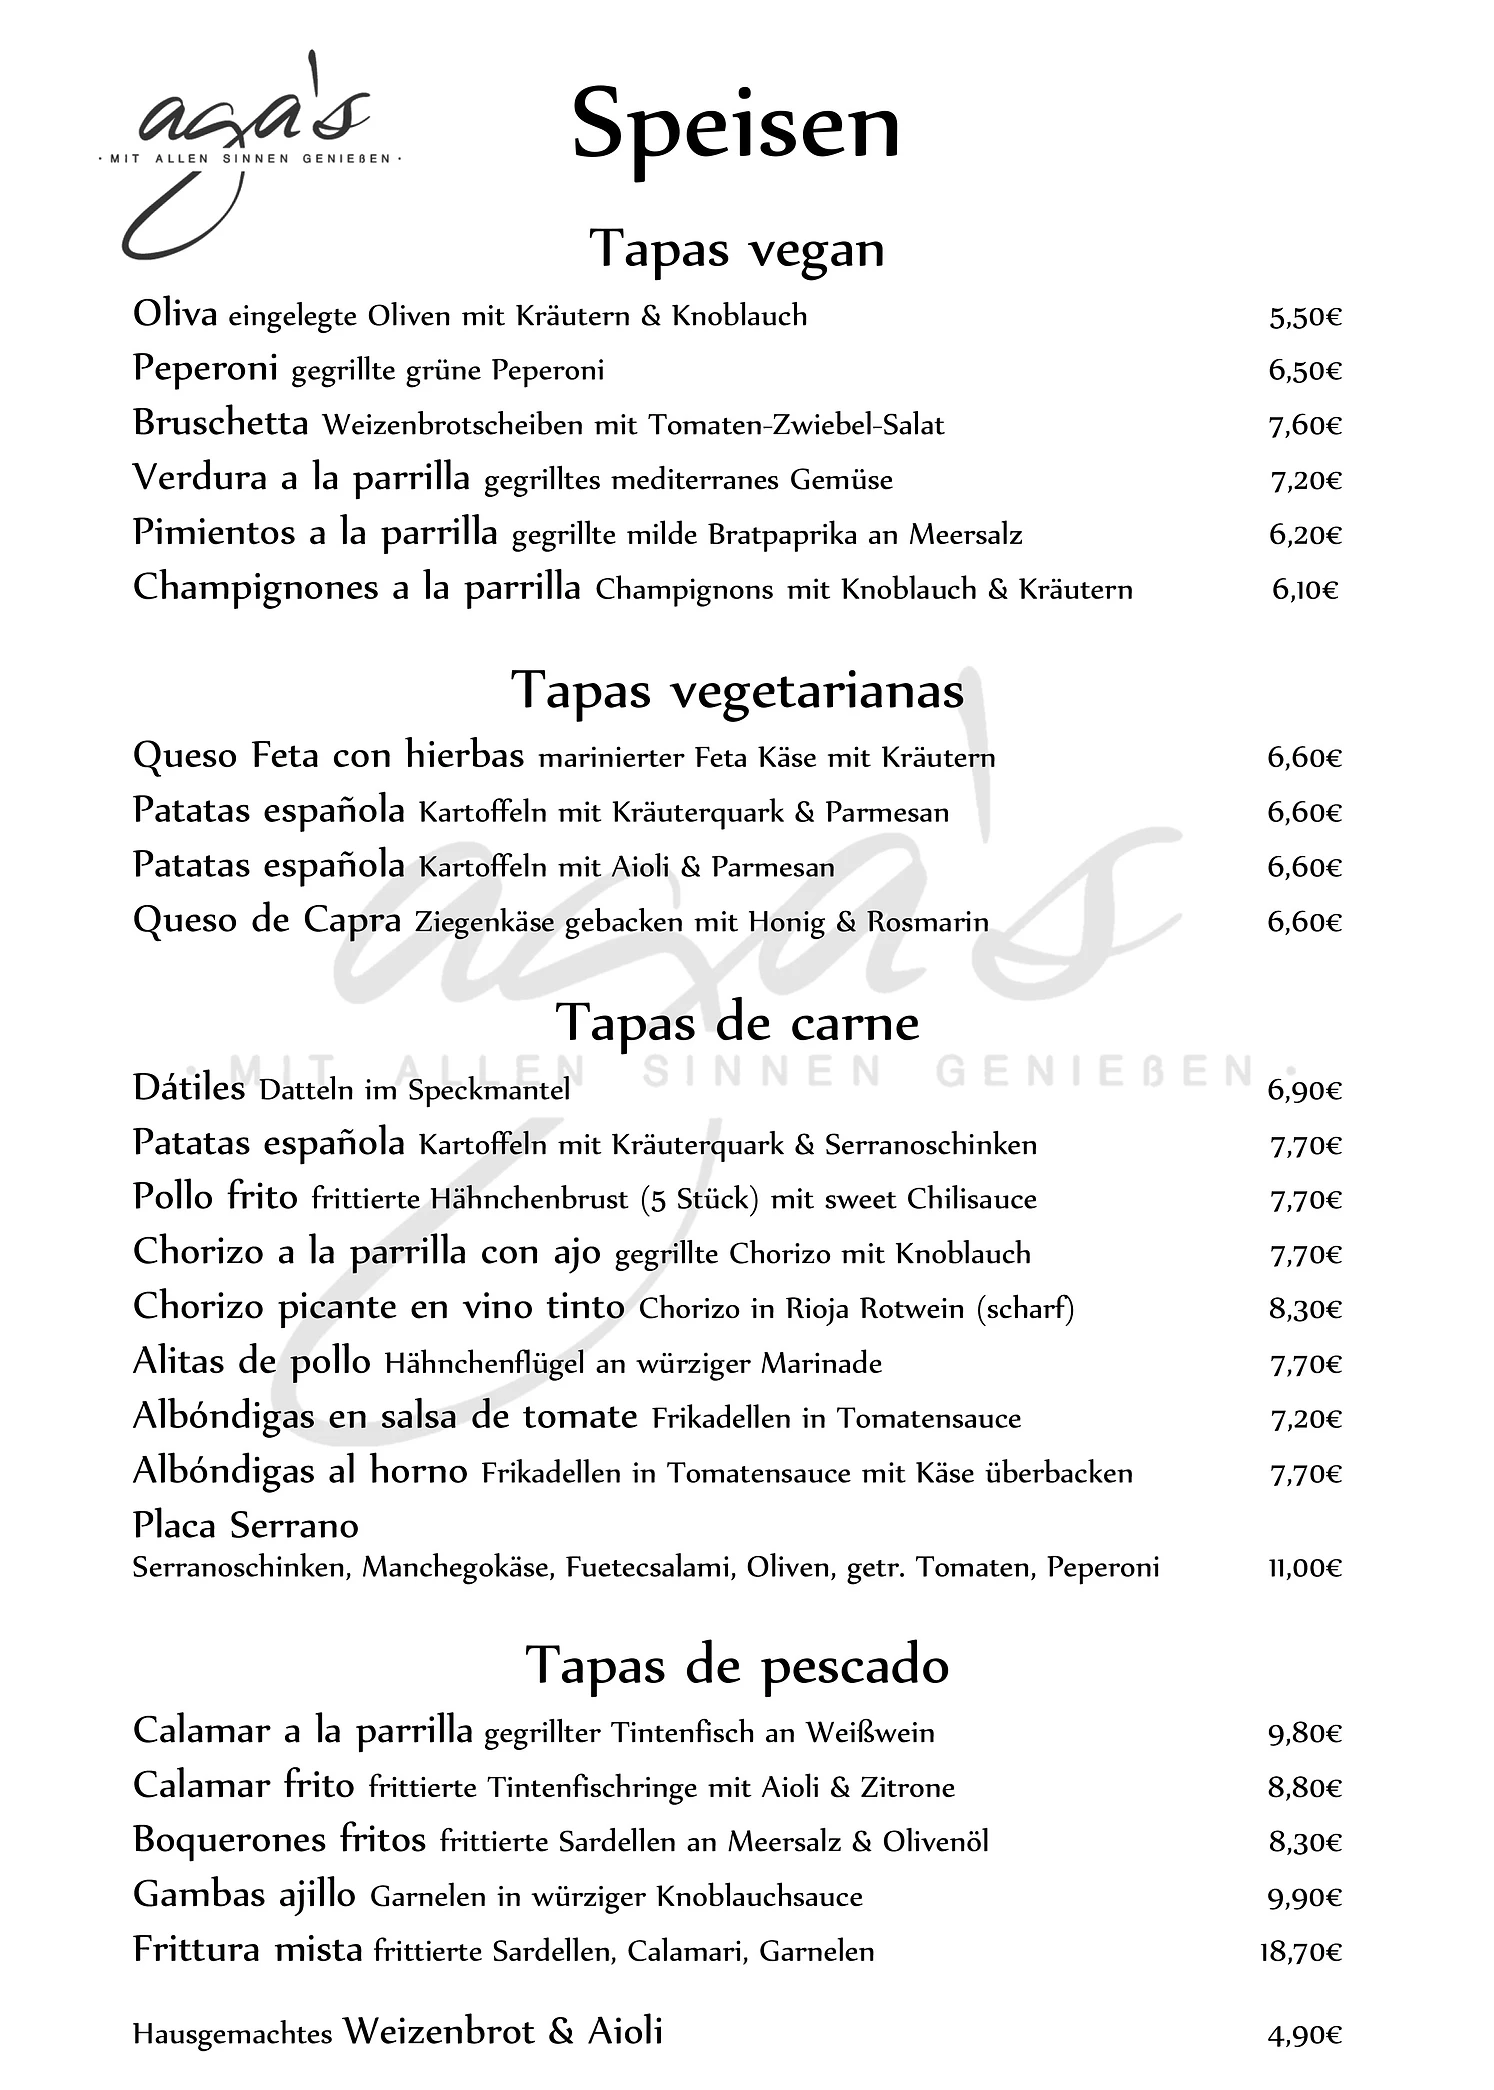 aga's
· MIT ALLEN SINNEN GENIEßEN ·
Speisen
Tapas vegan
Oliva eingelegte Oliven mit Kräutern & Knoblauch 5,50€
Peperoni gegrillte grüne Peperoni 6,50€
Bruschetta Weizenbrotscheiben mit Tomaten-Zwiebel-Salat 7,60€
Verdura a la parrilla gegrilltes mediterranes Gemüse 7,20€
Pimientos a la parrilla gegrillte milde Bratpaprika an Meersalz 6,20€
Champignones a la parrilla Champignons mit Knoblauch & Kräutern 6,10€
Tapas vegetarianas
Queso Feta con hierbas marinierter Feta Käse mit Kräutern 6,60€
Patatas española Kartoffeln mit Kräuterquark & Parmesan 6,60€
Patatas española Kartoffeln mit Aioli & Parmesan 6,60€
Queso de Capra Ziegenkäse gebacken mit Honig & Rosmarin 6,60€
aga's
Tapas de carne
· MIT ALLEN SINNEN GENIEßEN ·
Dátiles Datteln im Speckmantel 6,90€
Patatas española Kartoffeln mit Kräuterquark & Serranoschinken 7,70€
Pollo frito frittierte Hähnchenbrust (5 Stück) mit sweet Chilisauce 7,70€
Chorizo a la parrilla con ajo gegrillte Chorizo mit Knoblauch 7,70€
Chorizo picante en vino tinto Chorizo in Rioja Rotwein (scharf) 8,30€
Alitas de pollo Hähnchenflügel an würziger Marinade 7,70€
Albóndigas en salsa de tomate Frikadellen in Tomatensauce 7,20€
Albóndigas al horno Frikadellen in Tomatensauce mit Käse überbacken 7,70€
Placa Serrano
Serranoschinken, Manchegokäse, Fuetecsalami, Oliven, getr. Tomaten, Peperoni 11,00€
Tapas de pescado
Calamar a la parrilla gegrillter Tintenfisch an Weißwein 9,80€
Calamar frito frittierte Tintenfischringe mit Aioli & Zitrone 8,80€
Boquerones fritos frittierte Sardellen an Meersalz & Olivenöl 8,30€
Gambas ajillo Garnelen in würziger Knoblauchsauce 9,90€
Frittura mista frittierte Sardellen, Calamari, Garnelen 18,70€
Hausgemachtes Weizenbrot & Aioli 4,90€